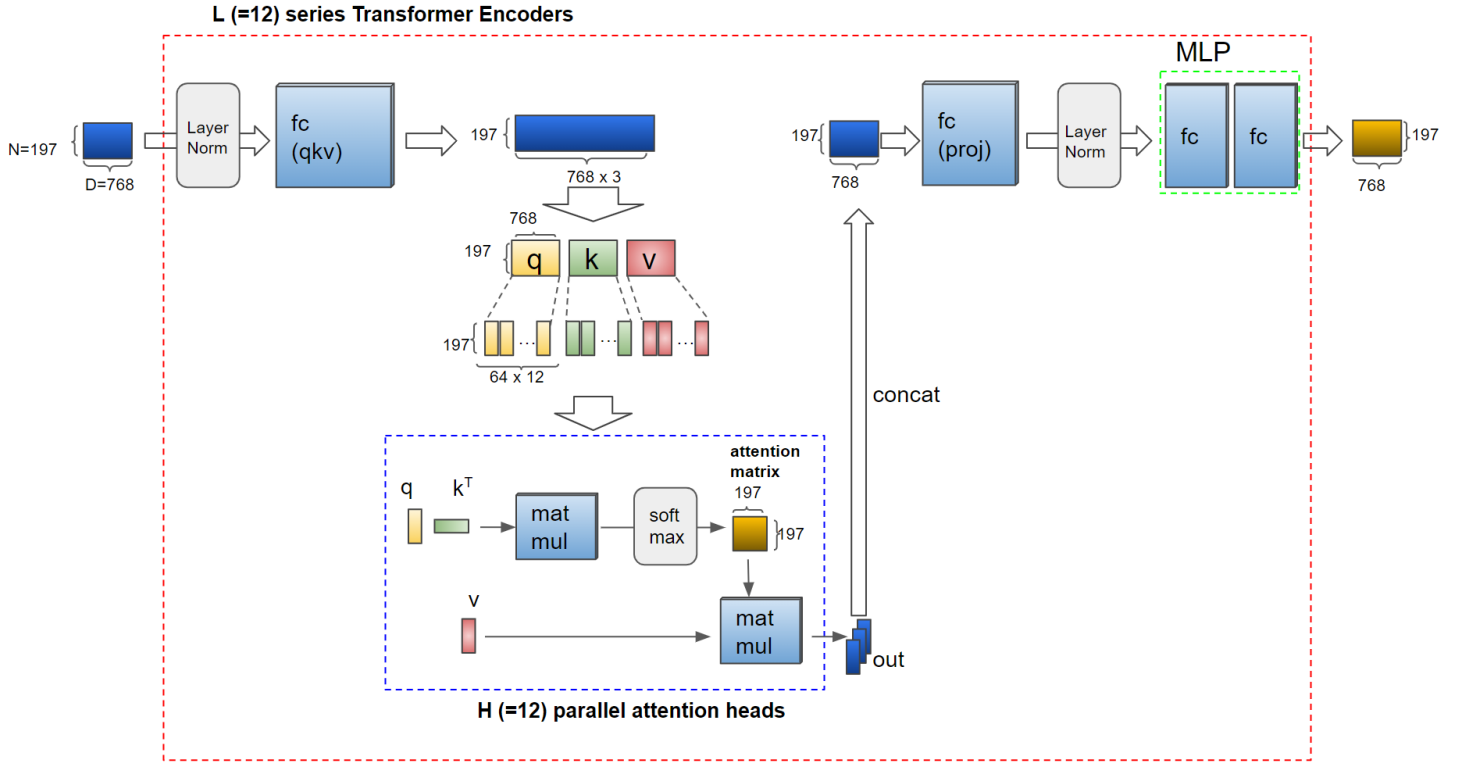 L (=12) series Transformer Encoders
MLP
N=197
D=768
Layer
Norm
fc
(qkv)
197
768 x 3
197
768
fc
(proj)
Layer
Norm
fc
fc
197
768
768
197
q
k
v
197
...
...
...
64 x 12
concat
attention
matrix
197
197
q
kᵀ
mat
mul
soft
max
v
mat
mul
out
H (=12) parallel attention heads